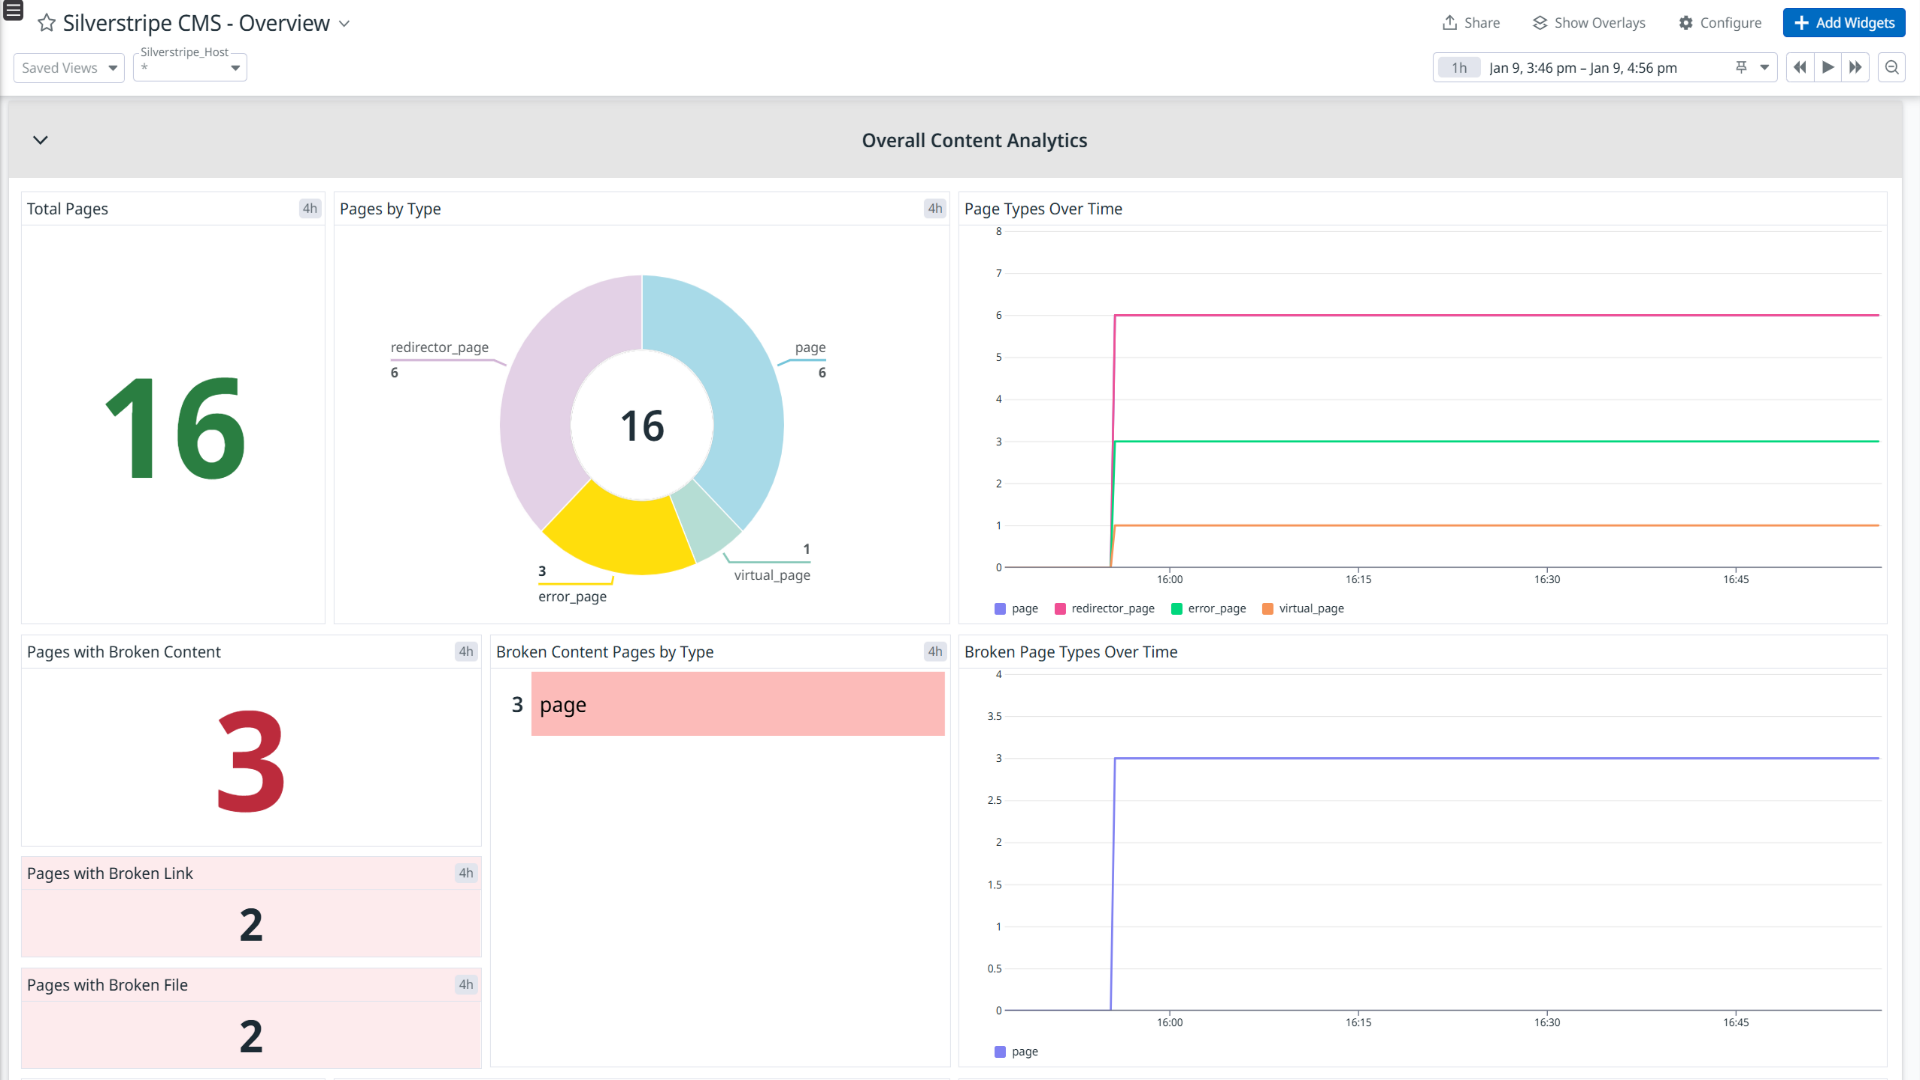 Silverstripe CMS - Overview
Share
Show Overlays
Configure
Add Widgets
Saved Views
Silverstripe_Host
*
1h
Jan 9, 3:46 pm – Jan 9, 4:56 pm
Overall Content Analytics
Total Pages
4h
16
Pages by Type
4h
redirector_page
6
page
6
16
3
error_page
1
virtual_page
Page Types Over Time
8
7
6
5
4
3
2
1
0
16:00
16:15
16:30
16:45
page
redirector_page
error_page
virtual_page
Pages with Broken Content
4h
3
Broken Content Pages by Type
4h
3
page
Broken Page Types Over Time
4
3.5
3
2.5
2
1.5
1
0.5
0
16:00
16:15
16:30
16:45
page
Pages with Broken Link
4h
2
Pages with Broken File
4h
2